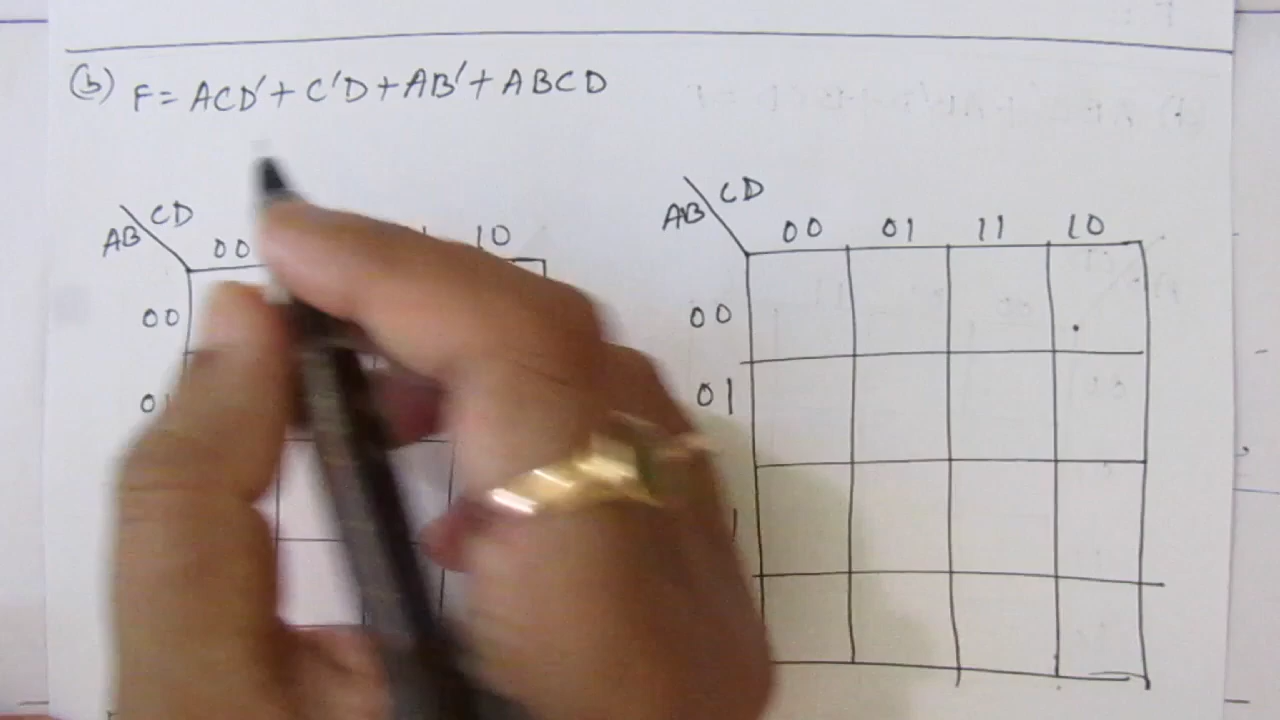 (b) F = ACD' + C'D + AB' + ABCD
CD
AB
00 10
00
01
CD
AB
00 01 11 10
00
01